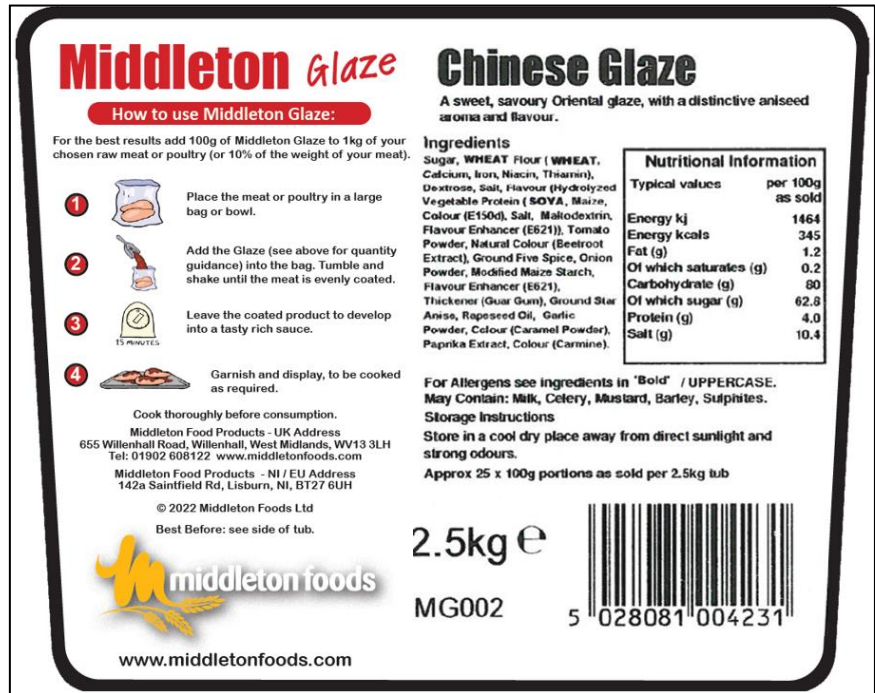 Middleton Glaze
How to use Middleton Glaze:
For the best results add 100g of Middleton Glaze to 1kg of your
chosen raw meat or poultry (or 10% of the weight of your meat).
1
Place the meat or poultry in a large
bag or bowl.
2
Add the Glaze (see above for quantity
guidance) into the bag. Tumble and
shake until the meat is evenly coated.
3
15 MINUTES
Leave the coated product to develop
into a tasty rich sauce.
4
Garnish and display, to be cooked
as required.
Cook thoroughly before consumption.
Middleton Food Products - UK Address
655 Willenhall Road, Willenhall, West Midlands, WV13 3LH
Tel: 01902 608122 www.middletonfoods.com
Middleton Food Products - NI / EU Address
142a Saintfield Rd, Lisburn, NI, BT27 6UH
© 2022 Middleton Foods Ltd
Best Before: see side of tub.
m middleton foods
www.middletonfoods.com
Chinese Glaze
A sweet, savoury Oriental glaze, with a distinctive aniseed
aroma and flavour.
Ingredients
Sugar, WHEAT Flour ( WHEAT,
Calcium, Iron, Niacin, Thiamin),
Dextrose, Salt, Flavour (Hydrolyzed
Vegetable Protein ( SOYA, Maize,
Colour (E150d), Salt, Maltodextrin,
Flavour Enhancer (E621)), Tomato
Powder, Natural Colour (Beetroot
Extract), Ground Five Spice, Onion
Powder, Modified Maize Starch,
Flavour Enhancer (E621),
Thickener (Guar Gum), Ground Star
Anise, Rapeseed Oil, Garlic
Powder, Colour (Caramel Powder),
Paprika Extract, Colour (Carmine).
Nutritional Information
Typical values per 100g
as sold
Energy kj 1464
Energy kcals 345
Fat (g) 1.2
Of which saturates (g) 0.2
Carbohydrate (g) 80
Of which sugar (g) 62.8
Protein (g) 4.0
Salt (g) 10.4
For Allergens see ingredients in 'Bold' / UPPERCASE.
May Contain: Milk, Celery, Mustard, Barley, Sulphites.
Storage Instructions
Store in a cool dry place away from direct sunlight and
strong odours.
Approx 25 x 100g portions as sold per 2.5kg tub
2.5kg e
MG002
5 028081 004231